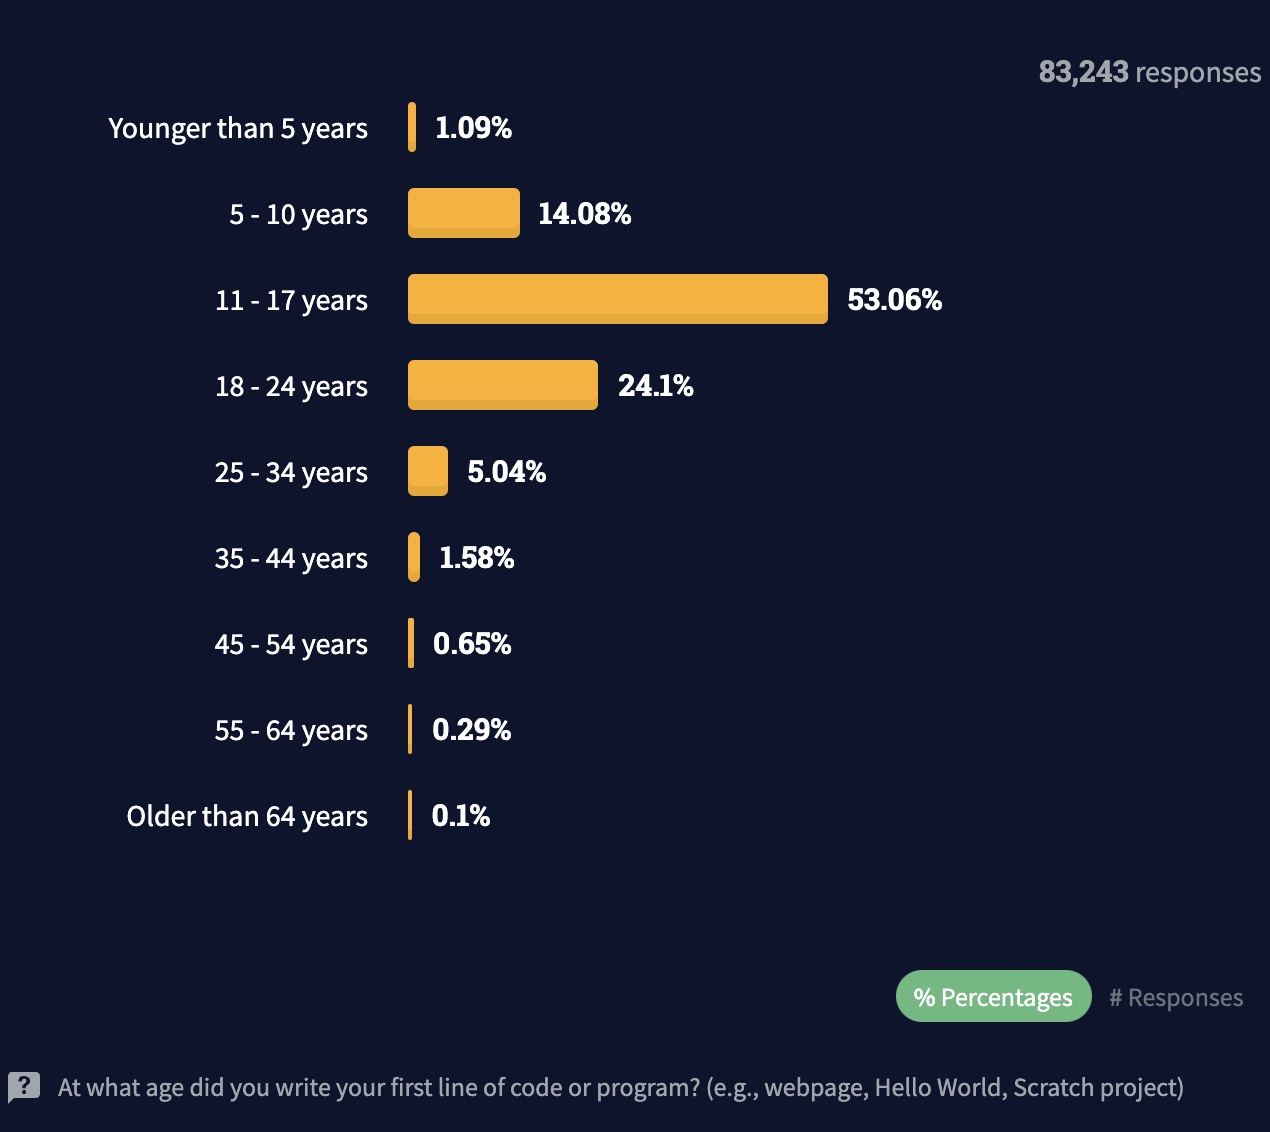 83,243 responses
Younger than 5 years 1.09%
5 - 10 years 14.08%
11 - 17 years 53.06%
18 - 24 years 24.1%
25 - 34 years 5.04%
35 - 44 years 1.58%
45 - 54 years 0.65%
55 - 64 years 0.29%
Older than 64 years 0.1%
% Percentages # Responses
? At what age did you write your first line of code or program? (e.g., webpage, Hello World, Scratch project)